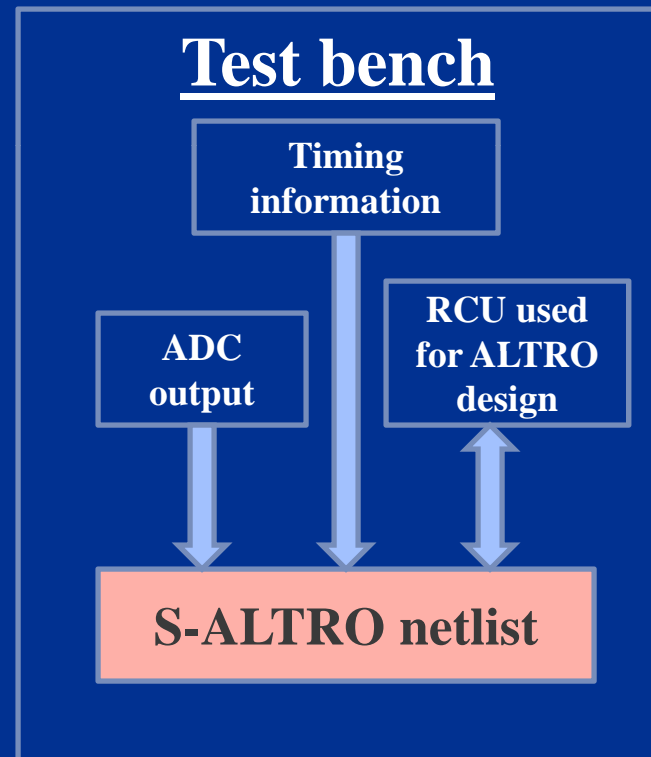 Test bench
Timing
information
ADC
output
RCU used
for ALTRO
design
S-ALTRO netlist